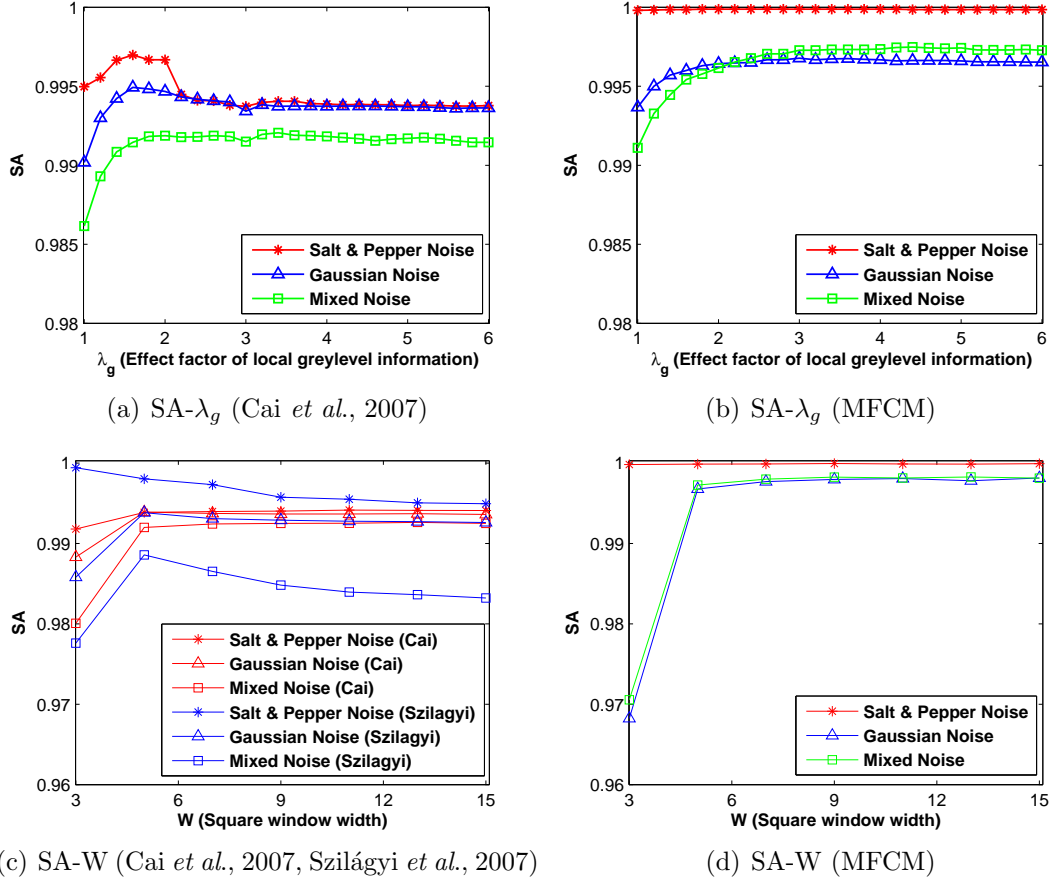 1
0.995
0.99
0.985
0.98
SA
Salt & Pepper Noise
Gaussian Noise
Mixed Noise
1 2 3 4 5 6
λg (Effect factor of local greylevel information)
(a) SA-λg (Cai et al., 2007)
1
0.995
0.99
0.985
0.98
SA
Salt & Pepper Noise
Gaussian Noise
Mixed Noise
1 2 3 4 5 6
λg (Effect factor of local greylevel information)
(b) SA-λg (MFCM)
1
0.99
0.98
0.97
0.96
SA
Salt & Pepper Noise (Cai)
Gaussian Noise (Cai)
Mixed Noise (Cai)
Salt & Pepper Noise (Szilagyi)
Gaussian Noise (Szilagyi)
Mixed Noise (Szilagyi)
3 6 9 12 15
W (Square window width)
(c) SA-W (Cai et al., 2007, Szilágyi et al., 2007)
1
0.99
0.98
0.97
0.96
SA
Salt & Pepper Noise
Gaussian Noise
Mixed Noise
3 6 9 12 15
W (Square window width)
(d) SA-W (MFCM)